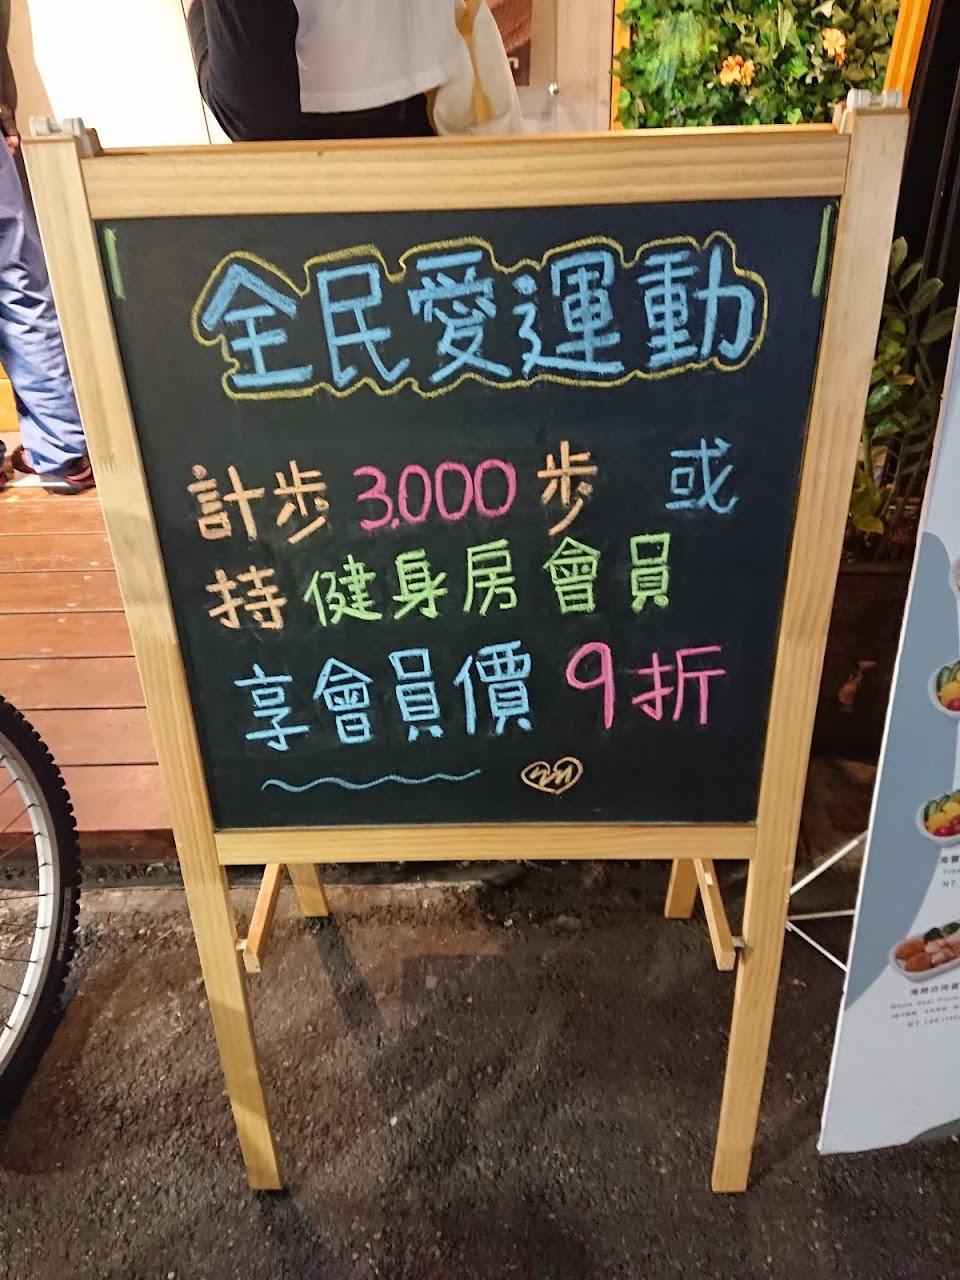 全民愛運動
計步 3,000 步 或
持 健身房會員
享會員價 9折